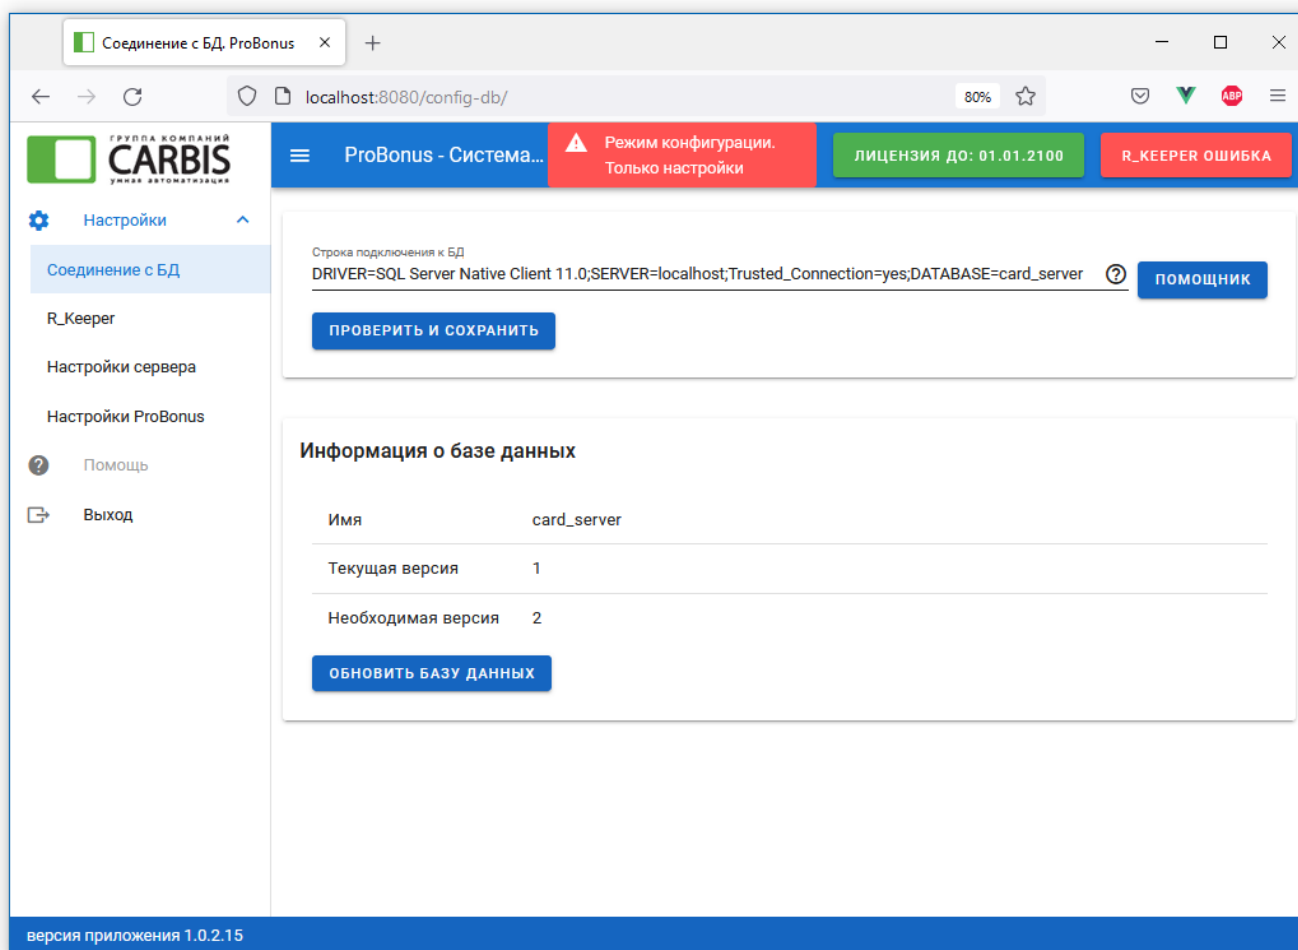 Соединение с БД. ProBonus
localhost:8080/config-db/
80%
ABP
ГРУППА КОМПАНИЙ
CARBIS
умная автоматизация
ProBonus - Система...
Режим конфигурации.
Только настройки
ЛИЦЕНЗИЯ ДО: 01.01.2100
R_KEEPER ОШИБКА
Настройки
Соединение с БД
R_Keeper
Настройки сервера
Настройки ProBonus
Помощь
Выход
Строка подключения к БД
DRIVER=SQL Server Native Client 11.0;SERVER=localhost;Trusted_Connection=yes;DATABASE=card_server
ПОМОЩНИК
ПРОВЕРИТЬ И СОХРАНИТЬ
Информация о базе данных
Имя card_server
Текущая версия 1
Необходимая версия 2
ОБНОВИТЬ БАЗУ ДАННЫХ
версия приложения 1.0.2.15